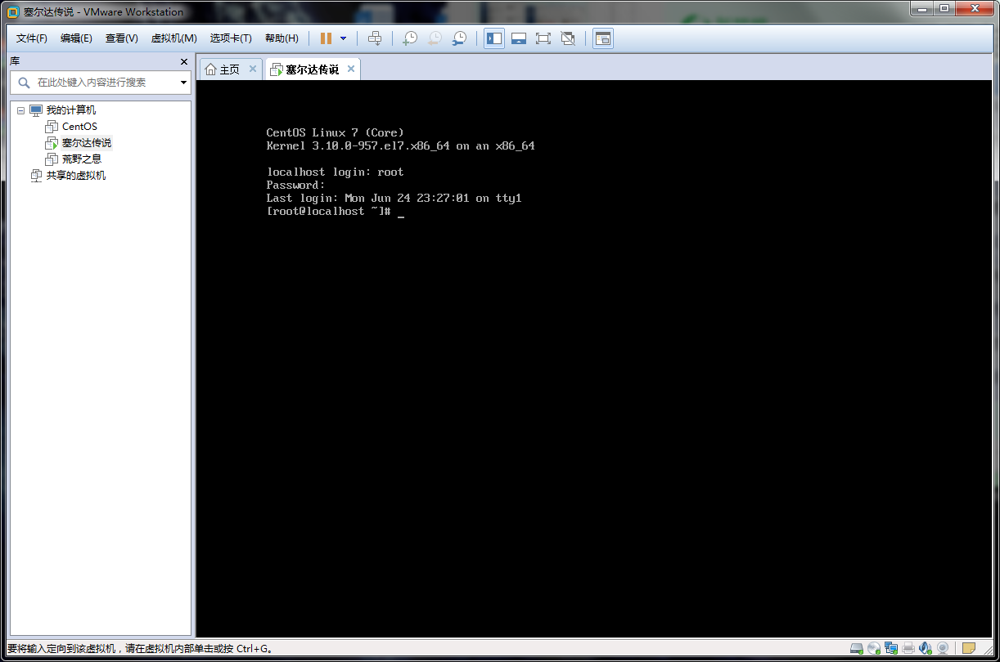 塞尔达传说 - VMware Workstation
文件(F) 编辑(E) 查看(V) 虚拟机(M) 选项卡(T) 帮助(H)
库
在此处键入内容进行搜索
我的计算机
CentOS
塞尔达传说
荒野之息
共享的虚拟机
主页 塞尔达传说
CentOS Linux 7 (Core)
Kernel 3.10.0-957.el7.x86_64 on an x86_64
localhost login: root
Password:
Last login: Mon Jun 24 23:27:01 on tty1
[root@localhost ~]# _
要将输入定向到该虚拟机，请在虚拟机内部单击或按 Ctrl+G。